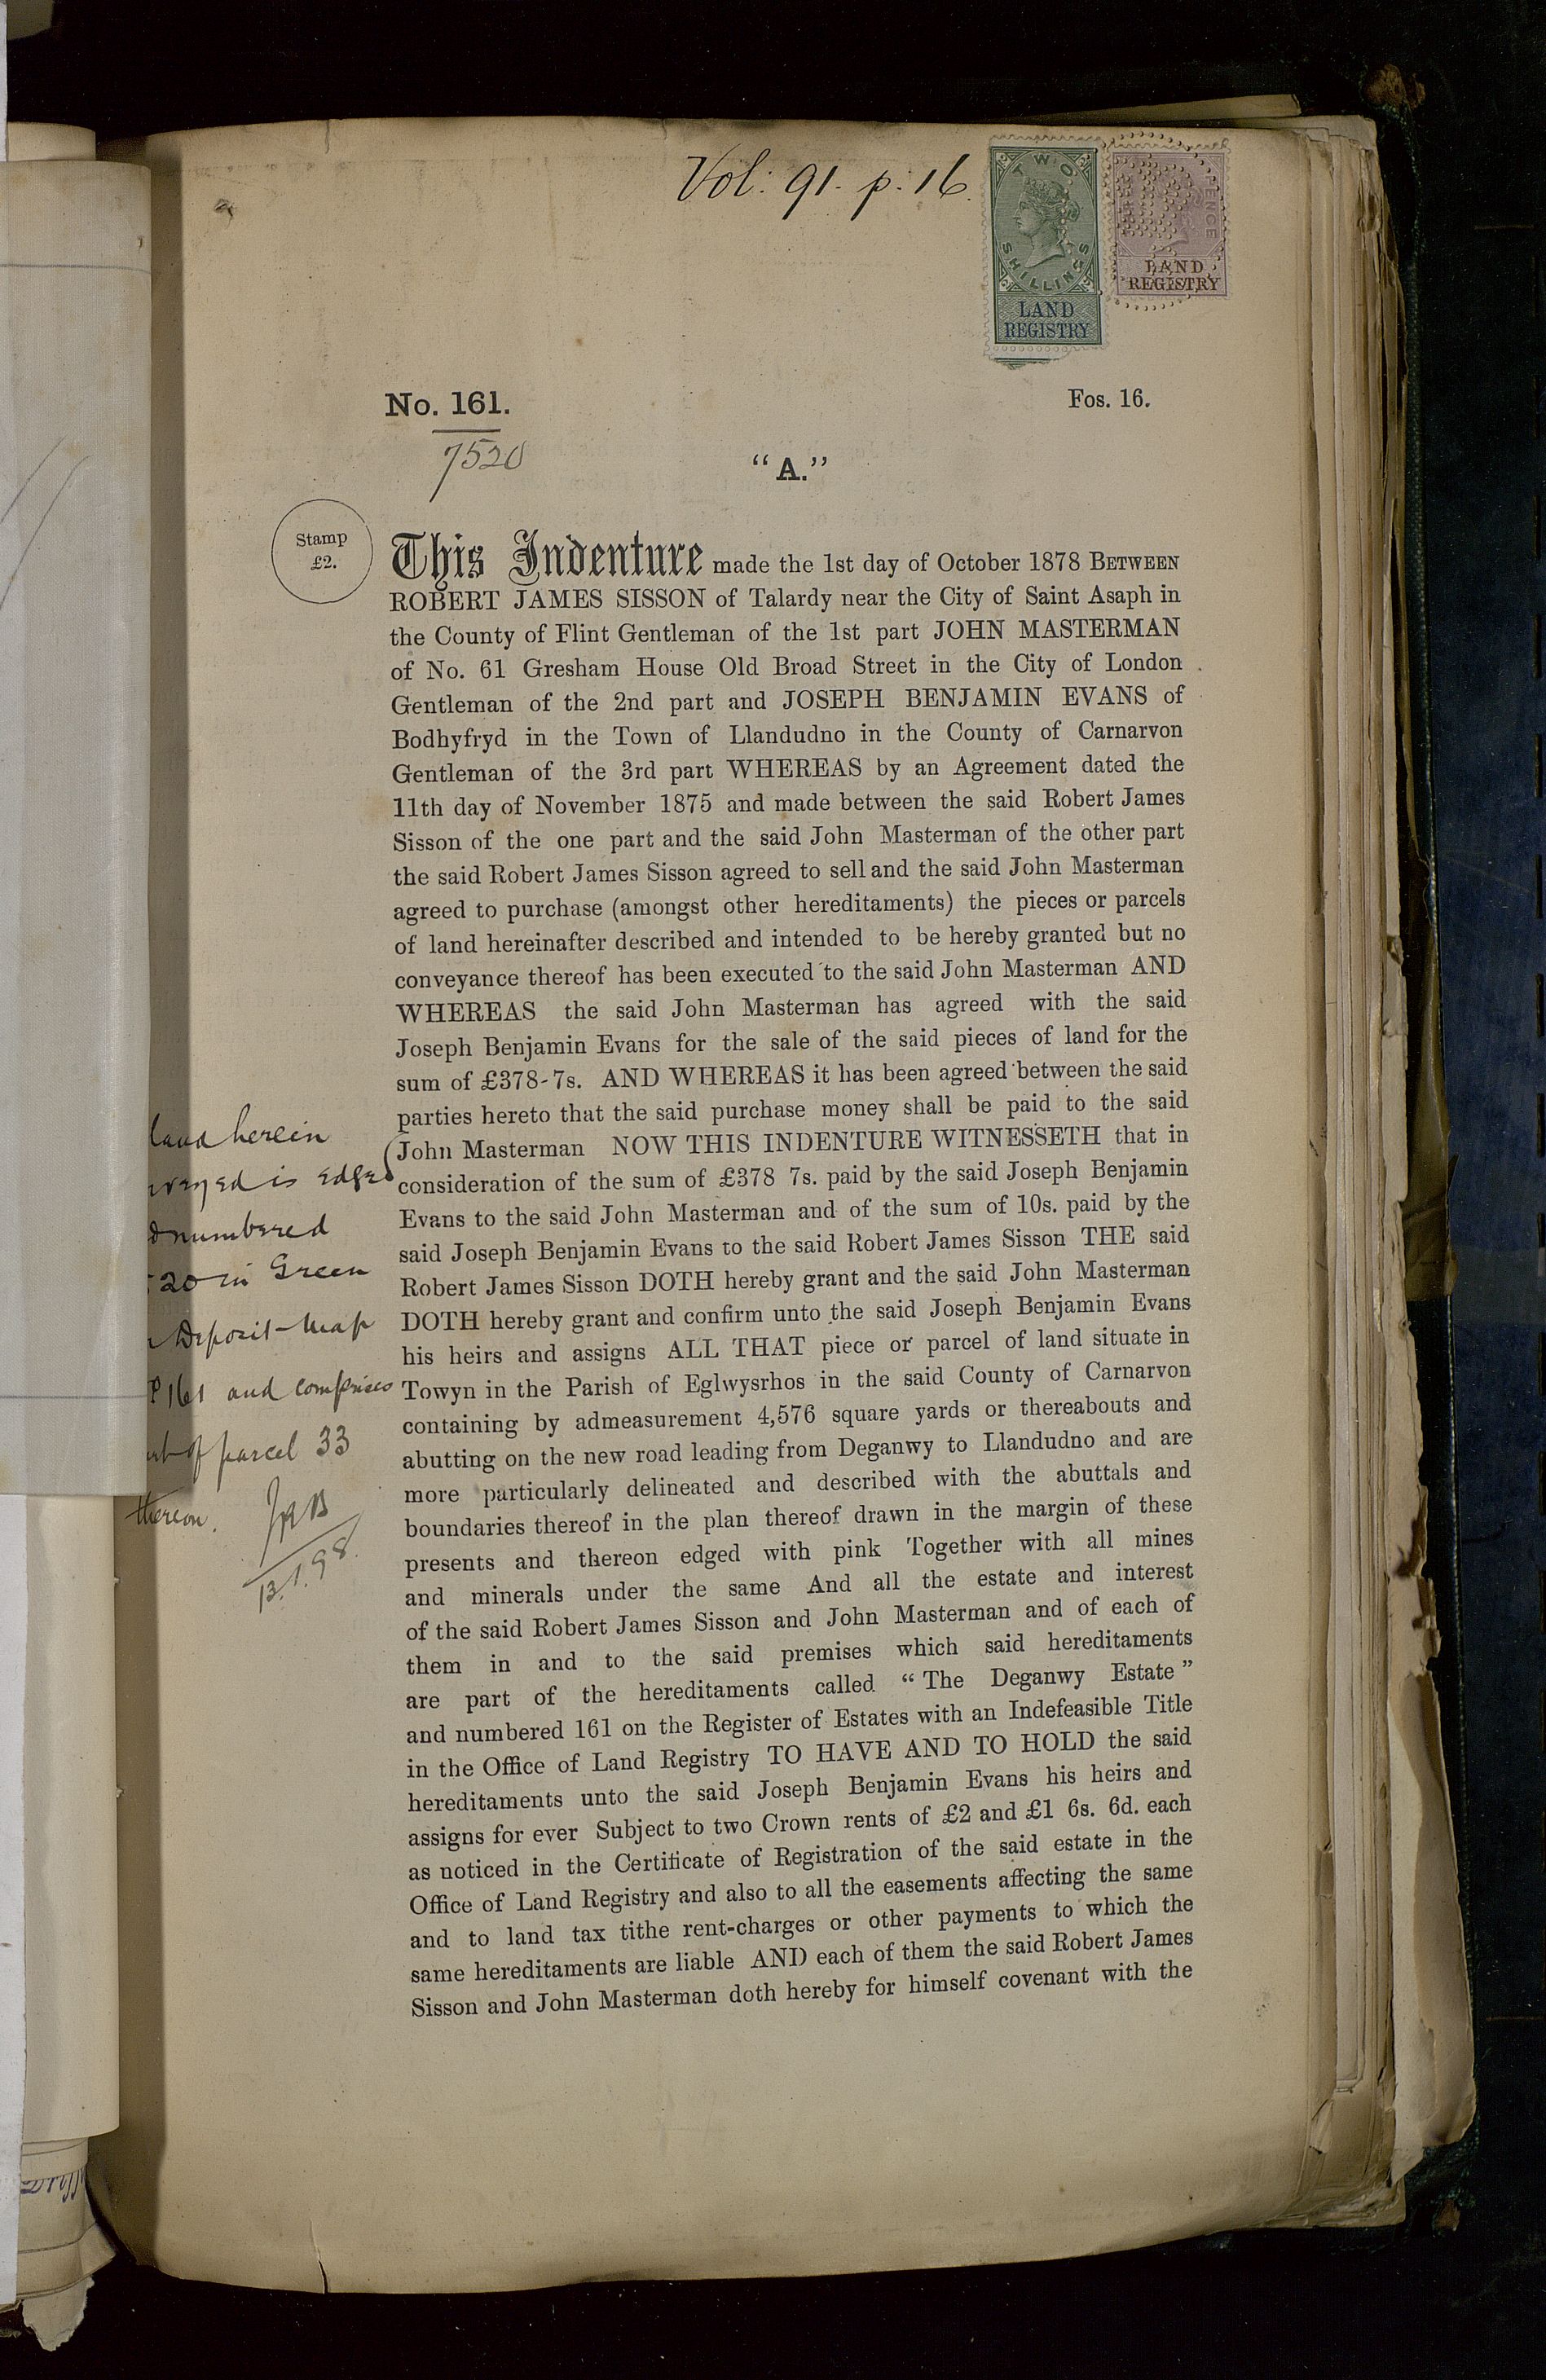 Vol: 91. p: 16.
TWO
SHILLINGS
LAND
REGISTRY
PENCE
LAND
REGISTRY
No. 161.
7520
Fos. 16.
“A.”
Stamp
£2.
This Indenture made the 1st day of October 1878 BETWEEN
ROBERT JAMES SISSON of Talardy near the City of Saint Asaph in
the County of Flint Gentleman of the 1st part JOHN MASTERMAN
of No. 61 Gresham House Old Broad Street in the City of London
Gentleman of the 2nd part and JOSEPH BENJAMIN EVANS of
Bodhyfryd in the Town of Llandudno in the County of Carnarvon
Gentleman of the 3rd part WHEREAS by an Agreement dated the
11th day of November 1875 and made between the said Robert James
Sisson of the one part and the said John Masterman of the other part
the said Robert James Sisson agreed to sell and the said John Masterman
agreed to purchase (amongst other hereditaments) the pieces or parcels
of land hereinafter described and intended to be hereby granted but no
conveyance thereof has been executed to the said John Masterman AND
WHEREAS the said John Masterman has agreed with the said
Joseph Benjamin Evans for the sale of the said pieces of land for the
sum of £378-7s. AND WHEREAS it has been agreed between the said
parties hereto that the said purchase money shall be paid to the said
John Masterman NOW THIS INDENTURE WITNESSETH that in
consideration of the sum of £378 7s. paid by the said Joseph Benjamin
Evans to the said John Masterman and of the sum of 10s. paid by the
said Joseph Benjamin Evans to the said Robert James Sisson THE said
Robert James Sisson DOTH hereby grant and the said John Masterman
DOTH hereby grant and confirm unto the said Joseph Benjamin Evans
his heirs and assigns ALL THAT piece or parcel of land situate in
Towyn in the Parish of Eglwysrhos in the said County of Carnarvon
containing by admeasurement 4,576 square yards or thereabouts and
abutting on the new road leading from Deganwy to Llandudno and are
more particularly delineated and described with the abuttals and
boundaries thereof in the plan thereof drawn in the margin of these
presents and thereon edged with pink Together with all mines
and minerals under the same And all the estate and interest
of the said Robert James Sisson and John Masterman and of each of
them in and to the said premises which said hereditaments
are part of the hereditaments called “The Deganwy Estate”
and numbered 161 on the Register of Estates with an Indefeasible Title
in the Office of Land Registry TO HAVE AND TO HOLD the said
hereditaments unto the said Joseph Benjamin Evans his heirs and
assigns for ever Subject to two Crown rents of £2 and £1 6s. 6d. each
as noticed in the Certificate of Registration of the said estate in the
Office of Land Registry and also to all the easements affecting the same
and to land tax tithe rent-charges or other payments to which the
same hereditaments are liable AND each of them the said Robert James
Sisson and John Masterman doth hereby for himself covenant with the
land herein
is edged
numbered
20 in Green
Deposit Map
161 and comprises
of parcel 33
thereon.
13.1.98.